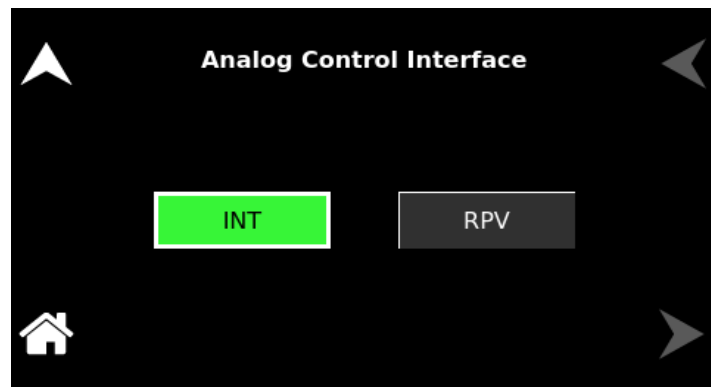 Analog Control Interface
INT
RPV